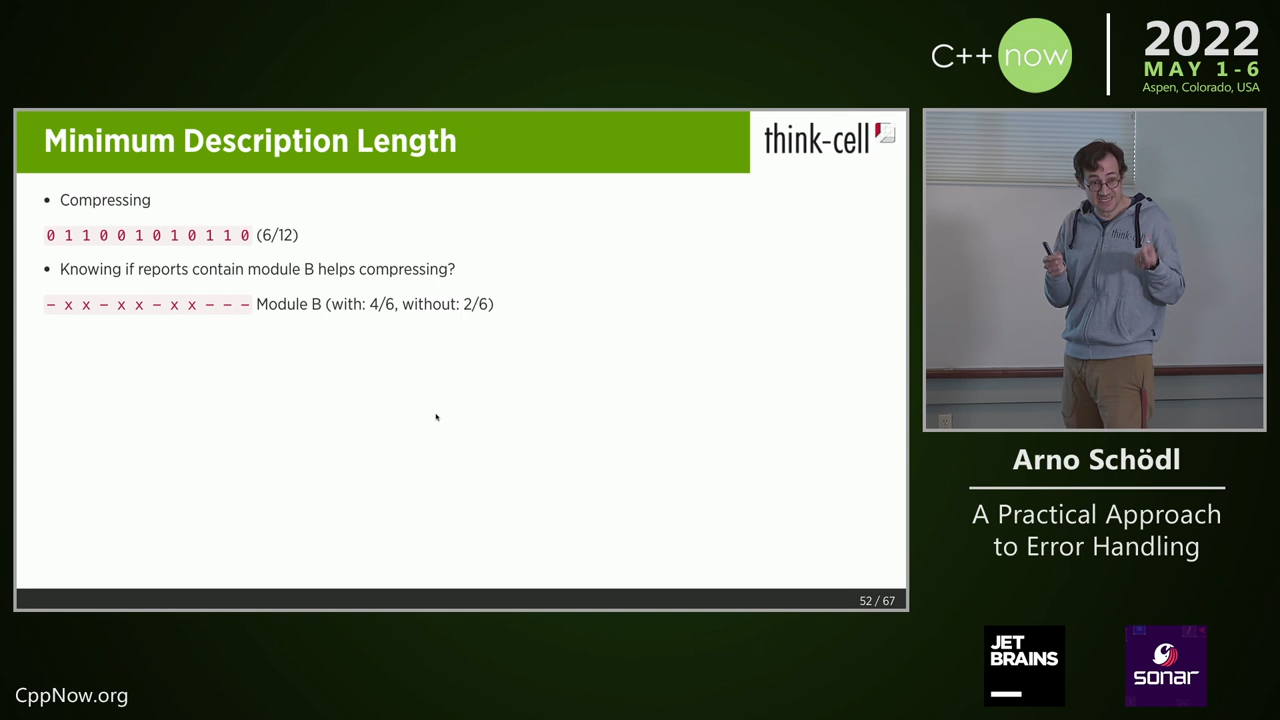 C++ now
2022
MAY 1-6
Aspen, Colorado, USA
Minimum Description Length
think-cell
• Compressing
0 1 1 0 0 1 0 1 0 1 1 0 (6/12)
• Knowing if reports contain module B helps compressing?
- x x - x x - x x - - - Module B (with: 4/6, without: 2/6)
52 / 67
think-cell
Arno Schödl
A Practical Approach
to Error Handling
JET
BRAINS
sonar
CppNow.org